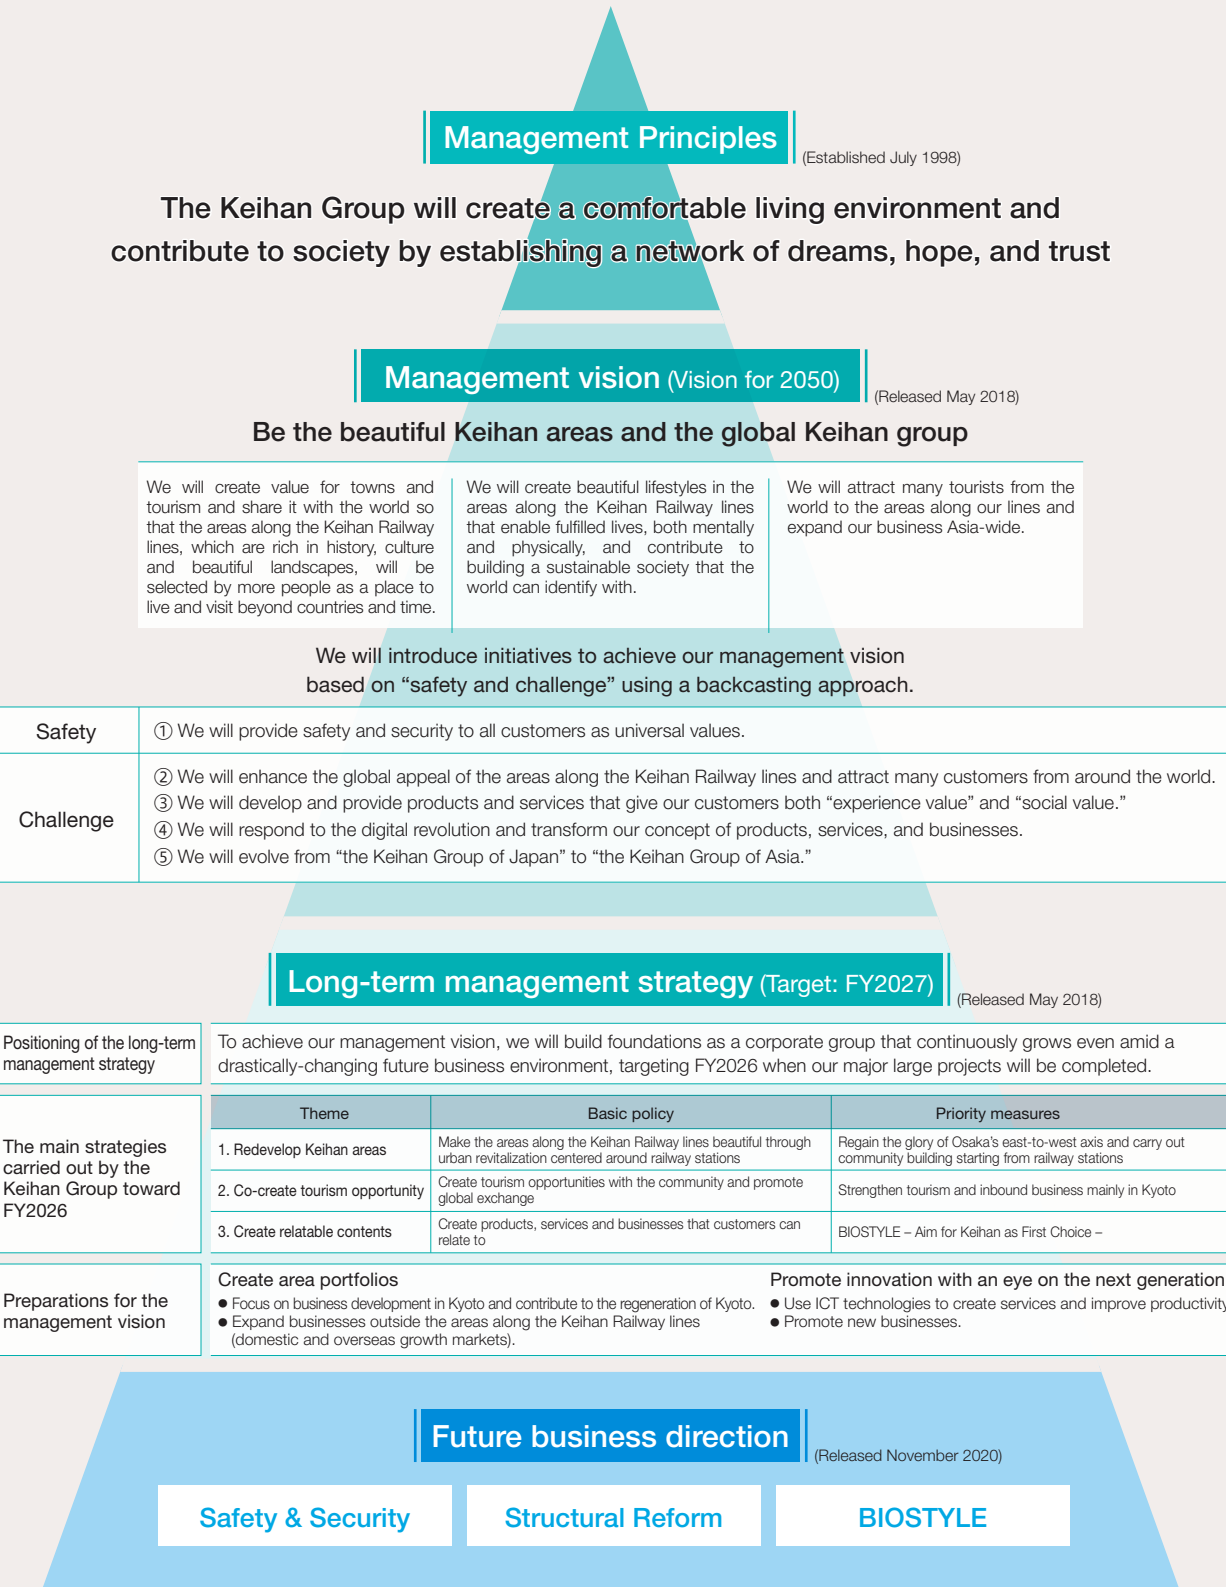 Management Principles
(Established July 1998)
The Keihan Group will create a comfortable living environment and
contribute to society by establishing a network of dreams, hope, and trust
Management vision (Vision for 2050)
(Released May 2018)
Be the beautiful Keihan areas and the global Keihan group
We will create value for towns and
tourism and share it with the world so
that the areas along the Keihan Railway
lines, which are rich in history, culture
and beautiful landscapes, will be
selected by more people as a place to
live and visit beyond countries and time.
We will create beautiful lifestyles in the
areas along the Keihan Railway lines
that enable fulfilled lives, both mentally
and physically, and contribute to
building a sustainable society that the
world can identify with.
We will attract many tourists from the
world to the areas along our lines and
expand our business Asia-wide.
We will introduce initiatives to achieve our management vision
based on “safety and challenge” using a backcasting approach.
Safety
① We will provide safety and security to all customers as universal values.
Challenge
② We will enhance the global appeal of the areas along the Keihan Railway lines and attract many customers from around the world.
③ We will develop and provide products and services that give our customers both “experience value” and “social value.”
④ We will respond to the digital revolution and transform our concept of products, services, and businesses.
⑤ We will evolve from “the Keihan Group of Japan” to “the Keihan Group of Asia.”
Long-term management strategy (Target: FY2027)
(Released May 2018)
Positioning of the long-term
management strategy
To achieve our management vision, we will build foundations as a corporate group that continuously grows even amid a
drastically-changing future business environment, targeting FY2026 when our major large projects will be completed.
The main strategies
carried out by the
Keihan Group toward
FY2026
Theme
Basic policy
Priority measures
1. Redevelop Keihan areas
Make the areas along the Keihan Railway lines beautiful through
urban revitalization centered around railway stations
Regain the glory of Osaka’s east-to-west axis and carry out
community building starting from railway stations
2. Co-create tourism opportunity
Create tourism opportunities with the community and promote
global exchange
Strengthen tourism and inbound business mainly in Kyoto
3. Create relatable contents
Create products, services and businesses that customers can
relate to
BIOSTYLE – Aim for Keihan as First Choice –
Preparations for the
management vision
Create area portfolios
● Focus on business development in Kyoto and contribute to the regeneration of Kyoto.
● Expand businesses outside the areas along the Keihan Railway lines
(domestic and overseas growth markets).
Promote innovation with an eye on the next generation
● Use ICT technologies to create services and improve productivity
● Promote new businesses.
Future business direction
(Released November 2020)
Safety & Security
Structural Reform
BIOSTYLE